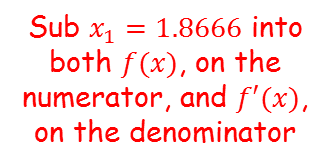 Sub x₁ = 1.8666 into
both f(x), on the
numerator, and f′(x),
on the denominator